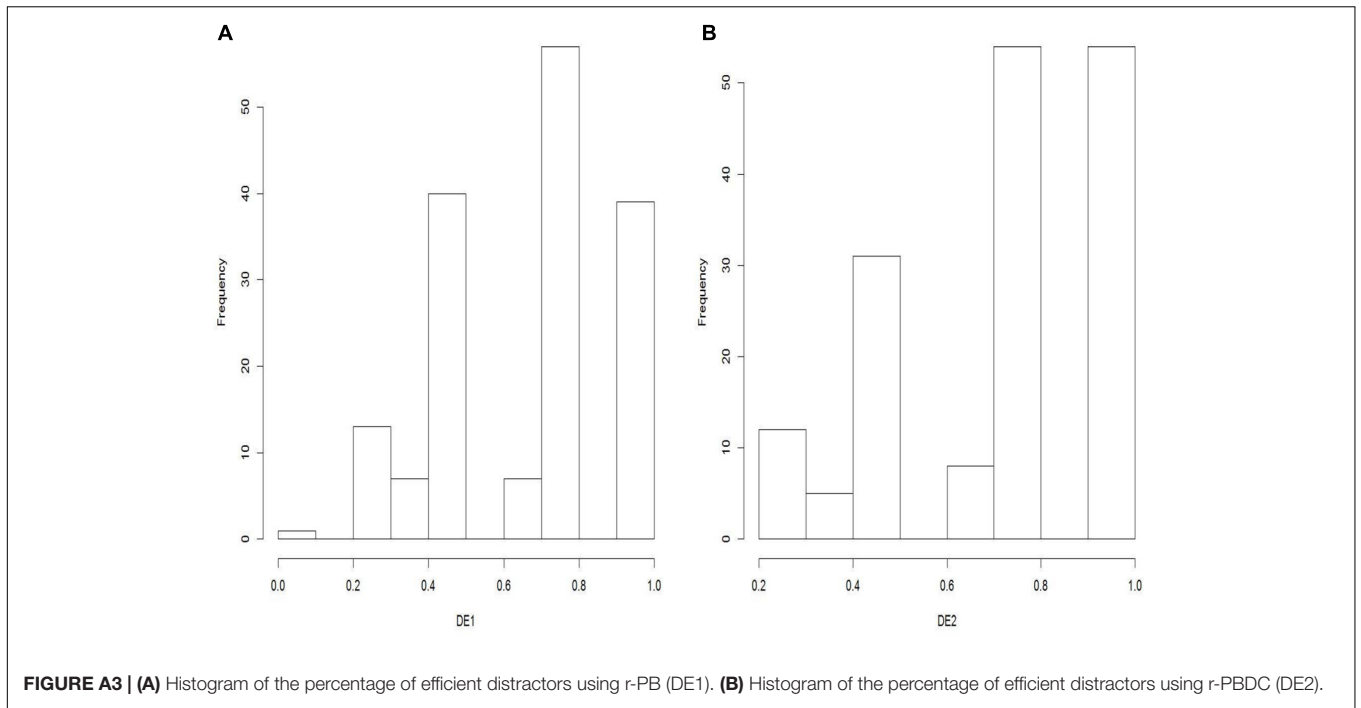 A
Frequency
50
40
30
20
10
0
0.0 0.2 0.4 0.6 0.8 1.0
DE1
B
Frequency
50
40
30
20
10
0
0.2 0.4 0.6 0.8 1.0
DE2
FIGURE A3 | (A) Histogram of the percentage of efficient distractors using r-PB (DE1). (B) Histogram of the percentage of efficient distractors using r-PBDC (DE2).